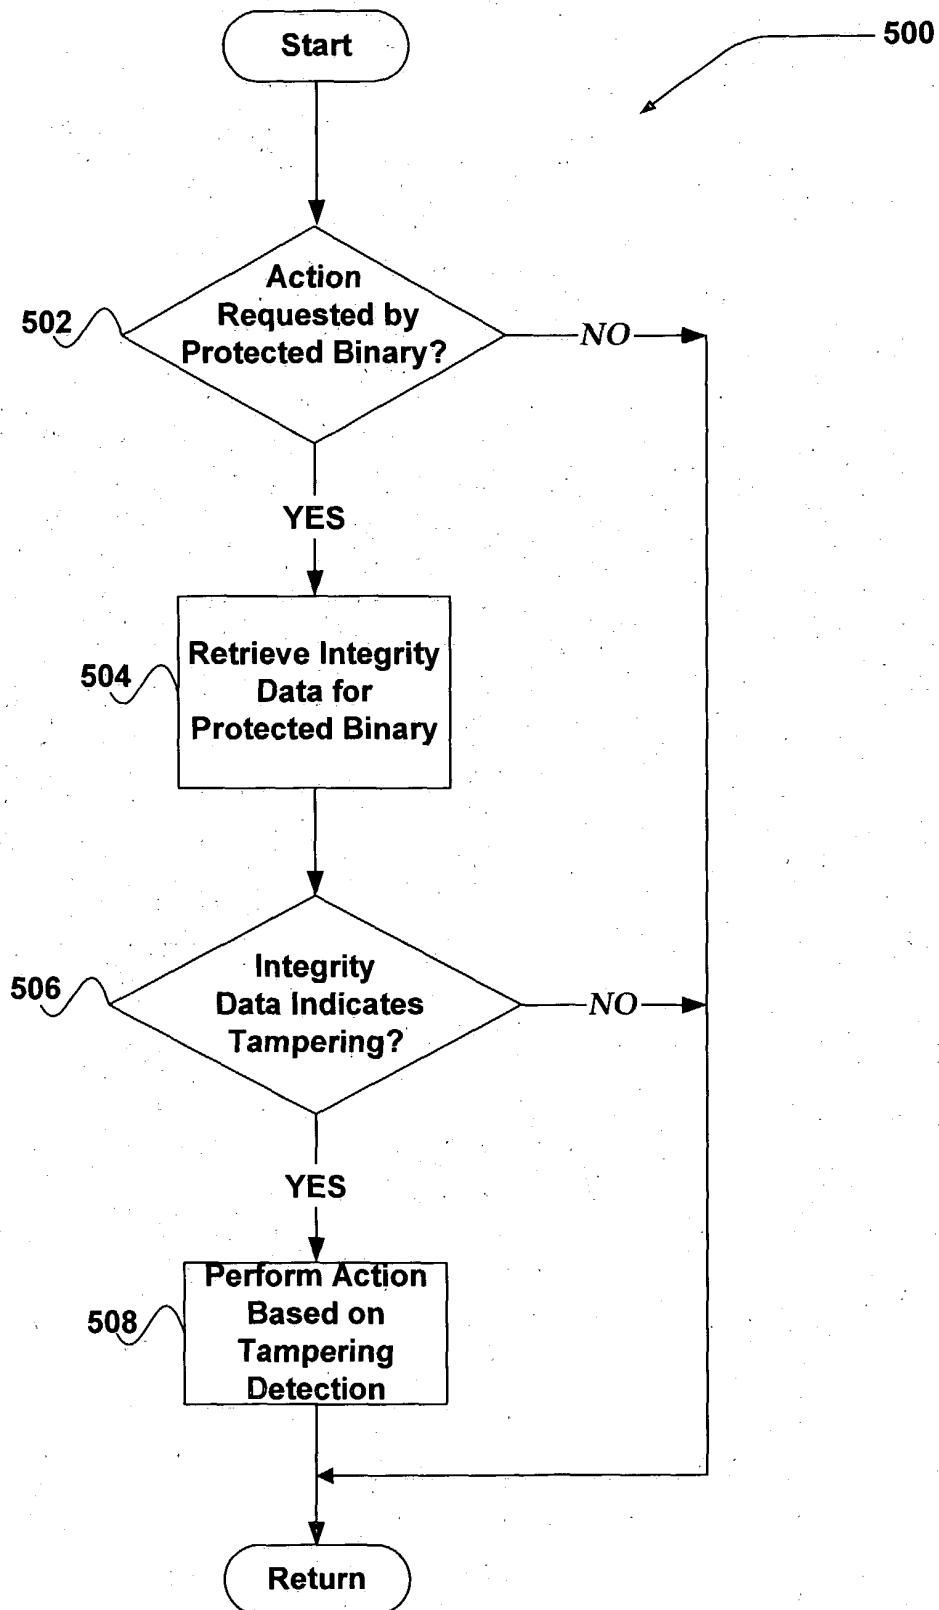 Start
500
Action
Requested by
Protected Binary?
502
NO
YES
Retrieve Integrity
Data for
Protected Binary
504
Integrity
Data Indicates
Tampering?
506
NO
YES
Perform Action
Based on
Tampering
Detection
508
Return